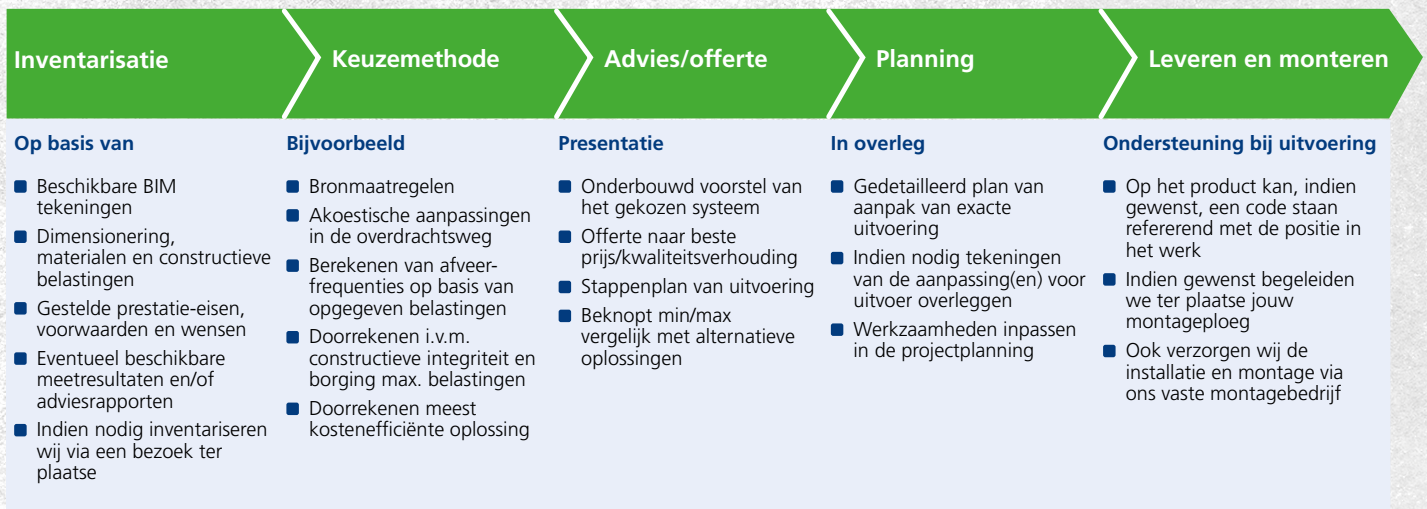 Inventarisatie
Keuzemethode
Advies/offerte
Planning
Leveren en monteren
Op basis van
Beschikbare BIM
tekeningen
Dimensionering,
materialen en constructieve
belastingen
Gestelde prestatie-eisen,
voorwaarden en wensen
Eventueel beschikbare
meetresultaten en/of
adviesrapporten
Indien nodig inventariseren
wij via een bezoek ter
plaatse
Bijvoorbeeld
Bronmaatregelen
Akoestische aanpassingen
in de overdrachtsweg
Berekenen van afveer-
frequenties op basis van
opgegeven belastingen
Doorrekenen i.v.m.
constructieve integriteit en
borging max. belastingen
Doorrekenen meest
kostenefficiënte oplossing
Presentatie
Onderbouwd voorstel van
het gekozen systeem
Offerte naar beste
prijs/kwaliteitsverhouding
Stappenplan van uitvoering
Beknopt min/max
vergelijk met alternatieve
oplossingen
In overleg
Gedetailleerd plan van
aanpak van exacte
uitvoering
Indien nodig tekeningen
van de aanpassing(en) voor
uitvoer overleggen
Werkzaamheden inpassen
in de projectplanning
Ondersteuning bij uitvoering
Op het product kan, indien
gewenst, een code staan
refererend met de positie in
het werk
Indien gewenst begeleiden
we ter plaatse jouw
montageploeg
Ook verzorgen wij de
installatie en montage via
ons vaste montagebedrijf